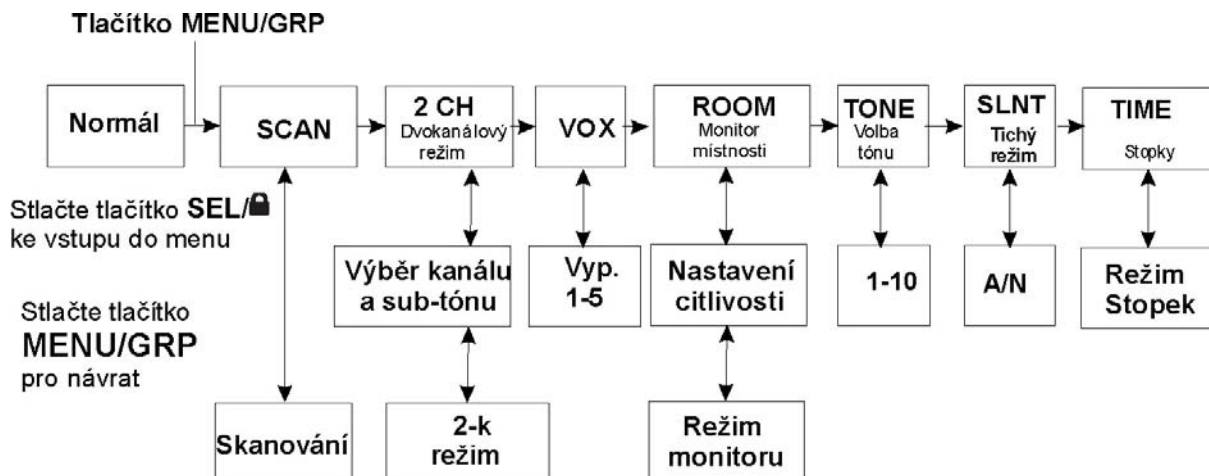 Tlačítko MENU/GRP
Normál
SCAN
2 CH
Dvokanálový
režim
VOX
ROOM
Monitor
místnosti
TONE
Volba
tónu
SLNT
Tichý
režim
TIME
Stopky
Stlačte tlačítko SEL/🔒
ke vstupu do menu
Výběr kanálu
a sub-tónu
Vyp.
1-5
Nastavení
citlivosti
1-10
A/N
Režim
Stopek
Stlačte tlačítko
MENU/GRP
pro návrat
Skanování
2-k
režim
Režim
monitoru